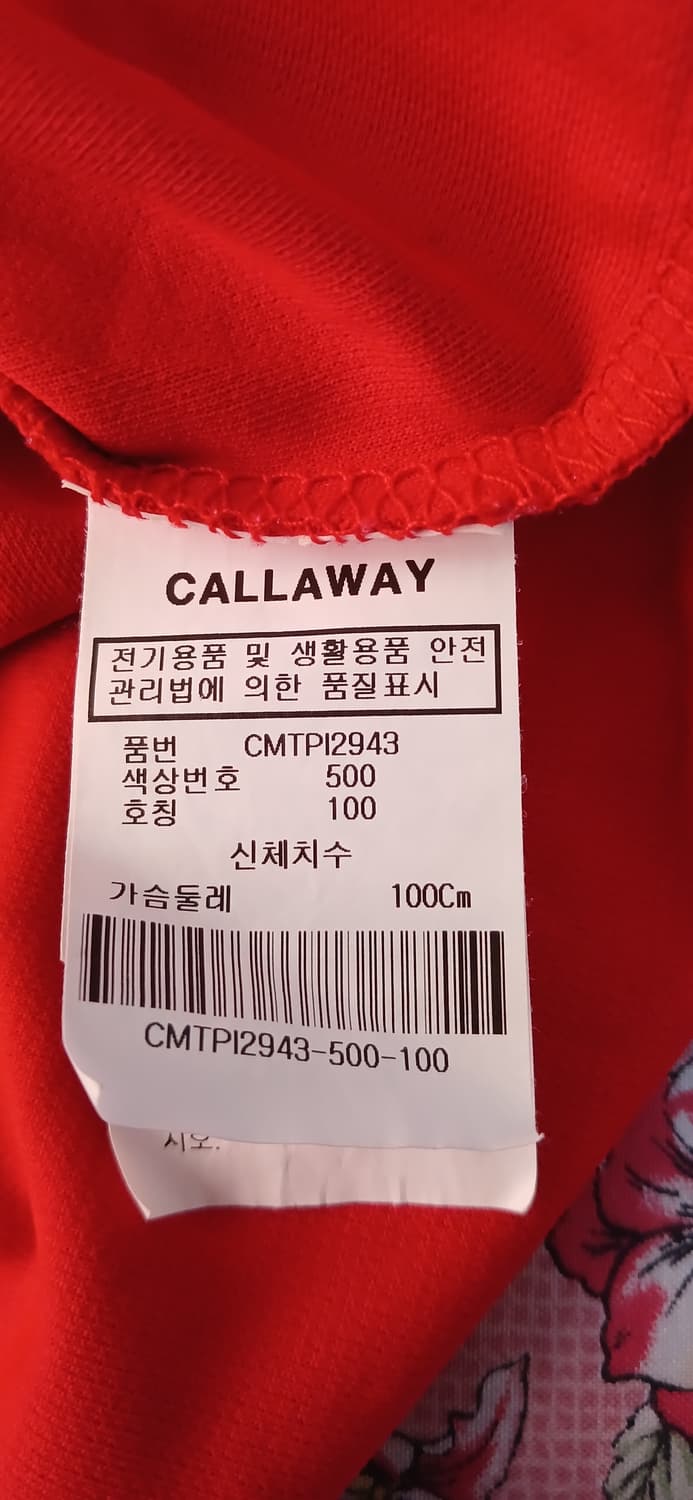 CALLAWAY
전기용품 및 생활용품 안전
관리법에 의한 품질표시
품번 CMTPI2943
색상번호 500
호칭 100
신체치수
가슴둘레 100Cm
CMTPI2943-500-100
시오.